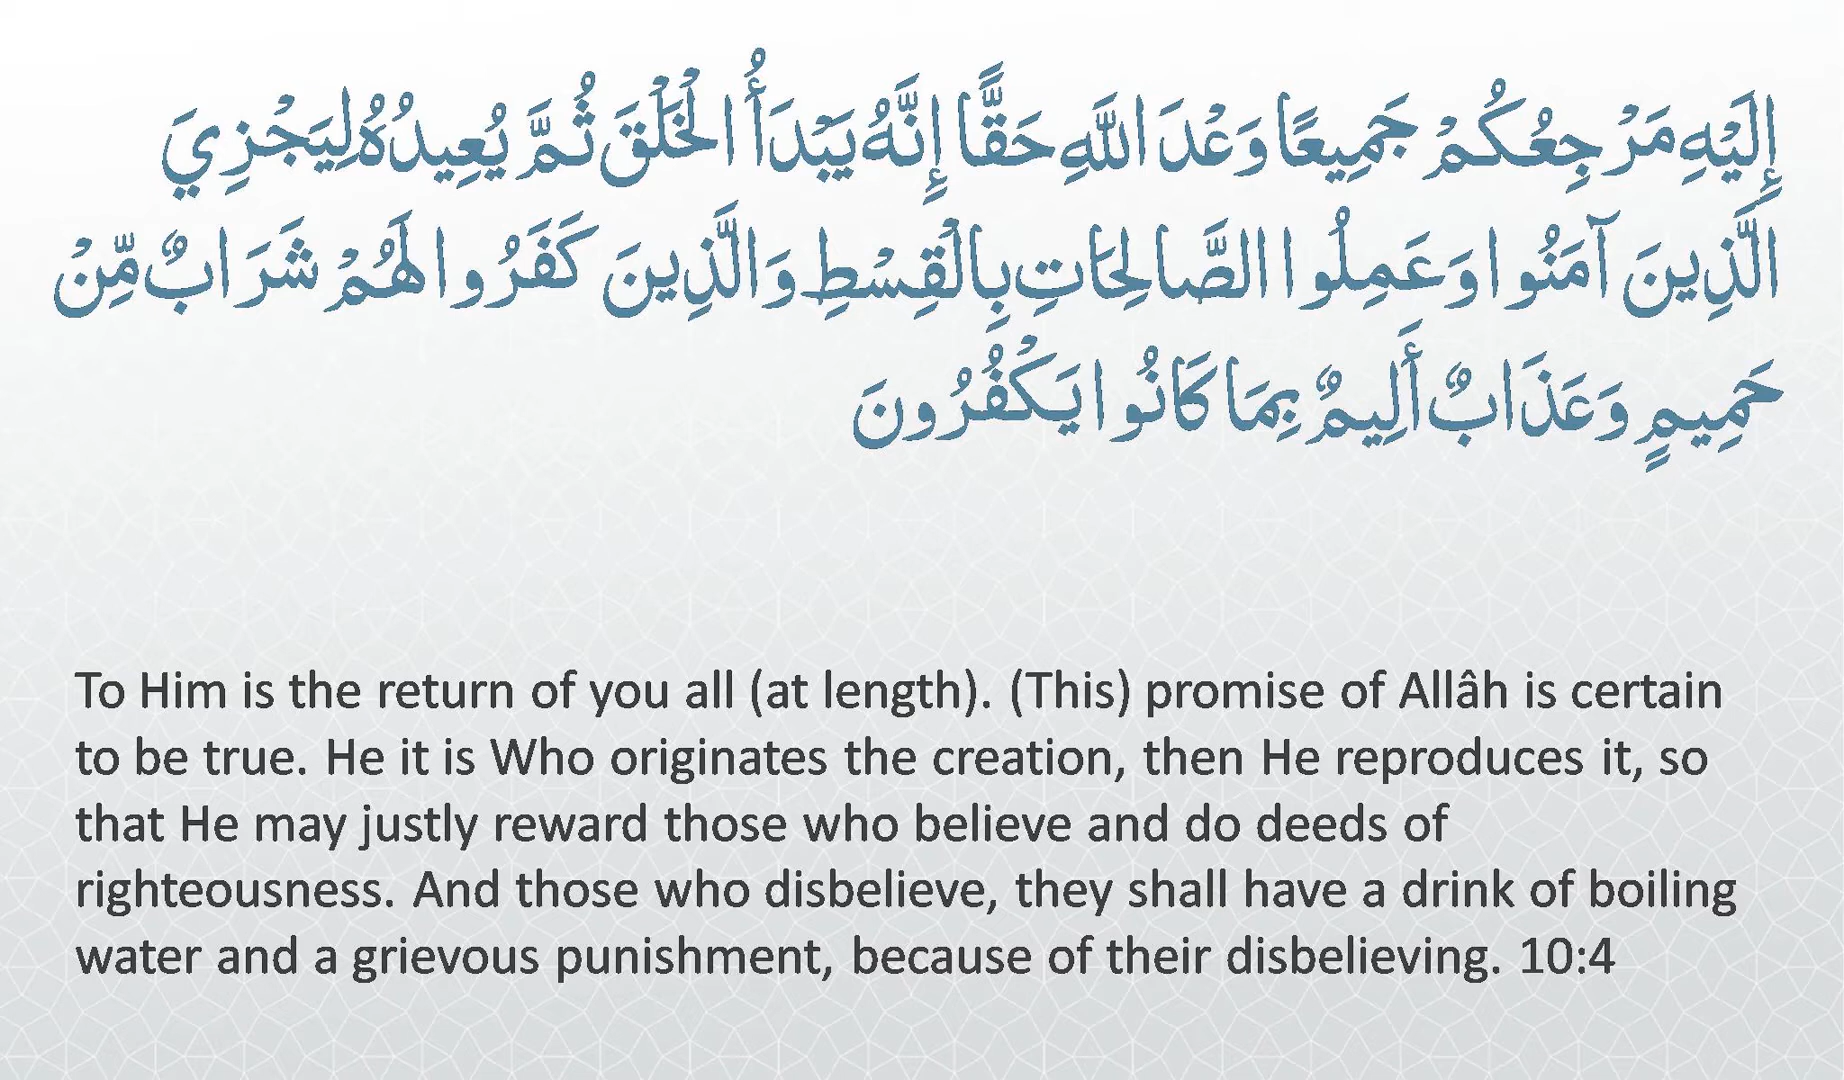 إِلَيْهِ مَرْجِعُكُمْ جَمِيعًا وَعْدَ اللَّهِ حَقًّا إِنَّهُ يَبْدَأُ الْخَلْقَ ثُمَّ يُعِيدُهُ لِيَجْزِيَ
الَّذِينَ آمَنُوا وَعَمِلُوا الصَّالِحَاتِ بِالْقِسْطِ وَالَّذِينَ كَفَرُوا لَهُمْ شَرَابٌ مِّنْ
حَمِيمٍ وَعَذَابٌ أَلِيمٌ بِمَا كَانُوا يَكْفُرُونَ
To Him is the return of you all (at length). (This) promise of Allâh is certain
to be true. He it is Who originates the creation, then He reproduces it, so
that He may justly reward those who believe and do deeds of
righteousness. And those who disbelieve, they shall have a drink of boiling
water and a grievous punishment, because of their disbelieving. 10:4